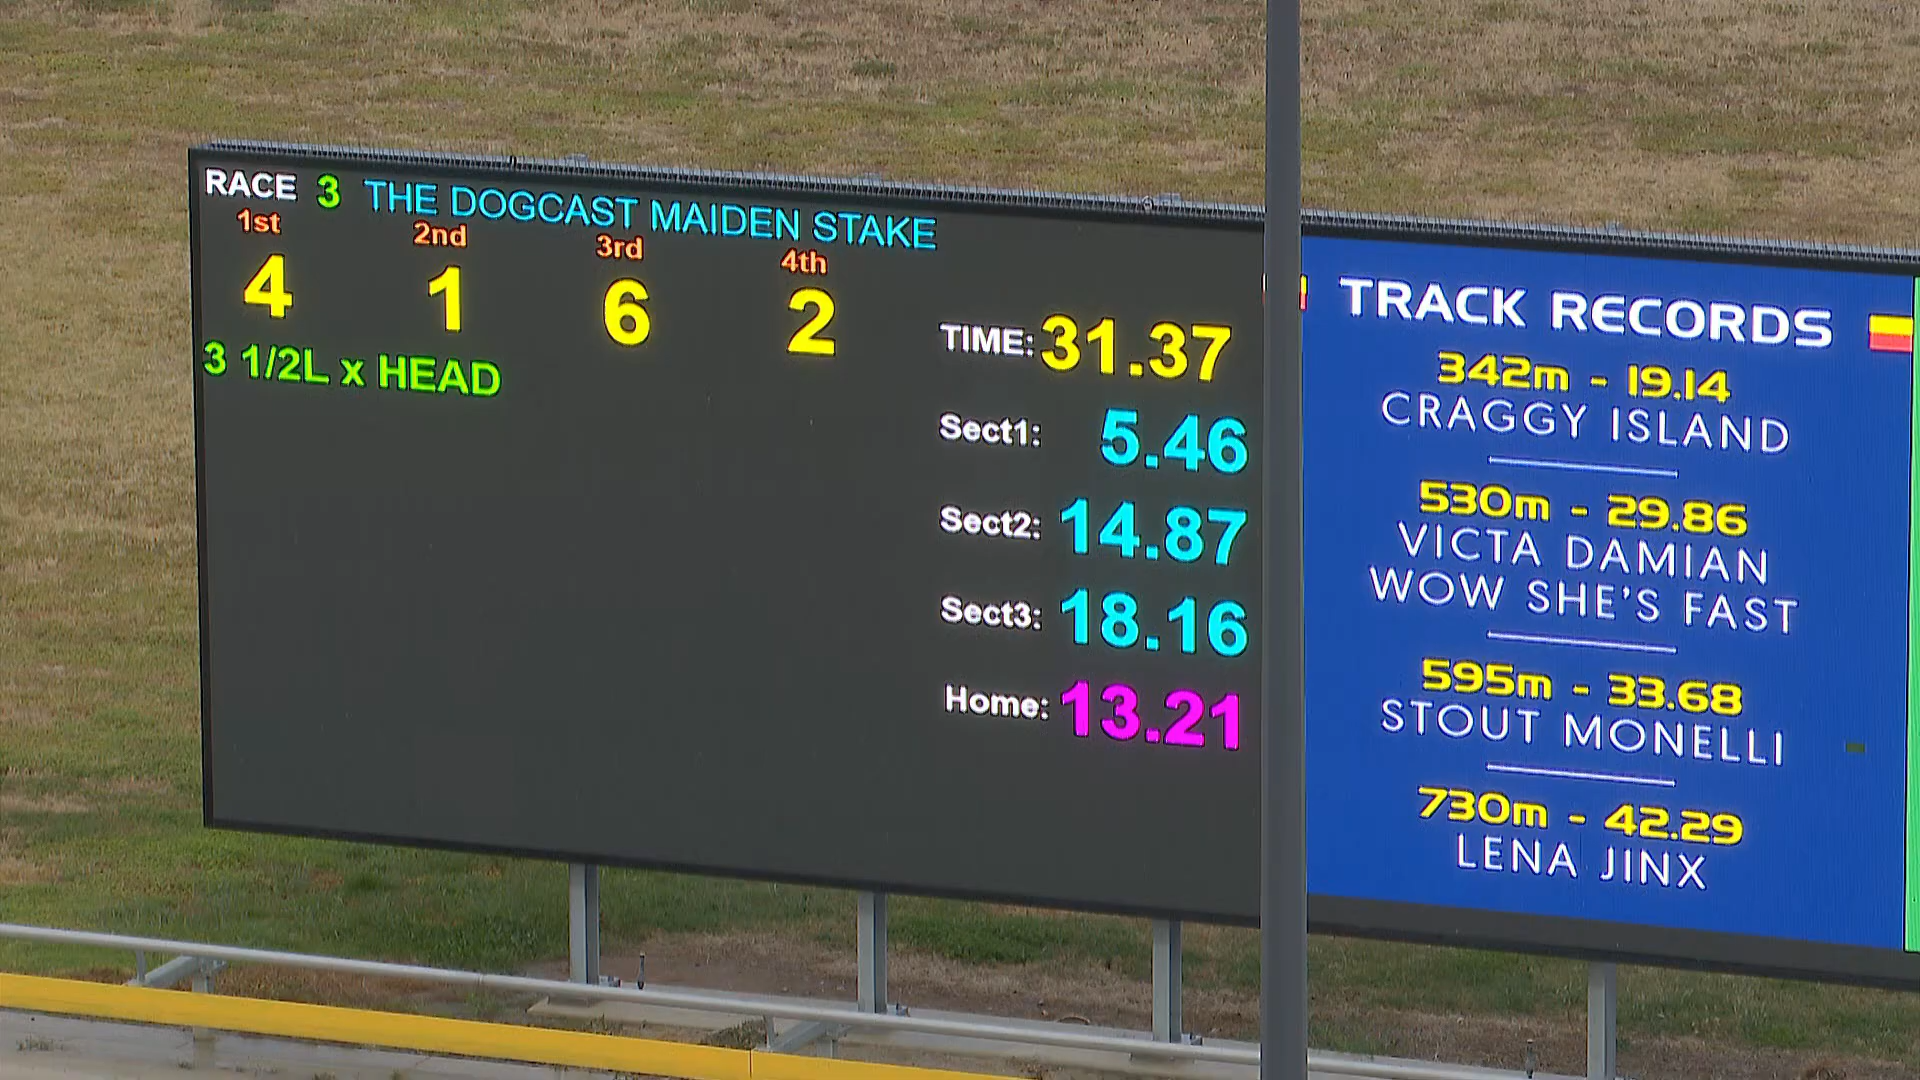 RACE 3 THE DOGCAST MAIDEN STAKE
1st 2nd 3rd 4th
4 1 6 2
3 1/2L x HEAD
TIME: 31.37
Sect1: 5.46
Sect2: 14.87
Sect3: 18.16
Home: 13.21
TRACK RECORDS
342m - 19.14
CRAGGY ISLAND
530m - 29.86
VICTA DAMIAN
WOW SHE'S FAST
595m - 33.68
STOUT MONELLI
730m - 42.29
LENA JINX